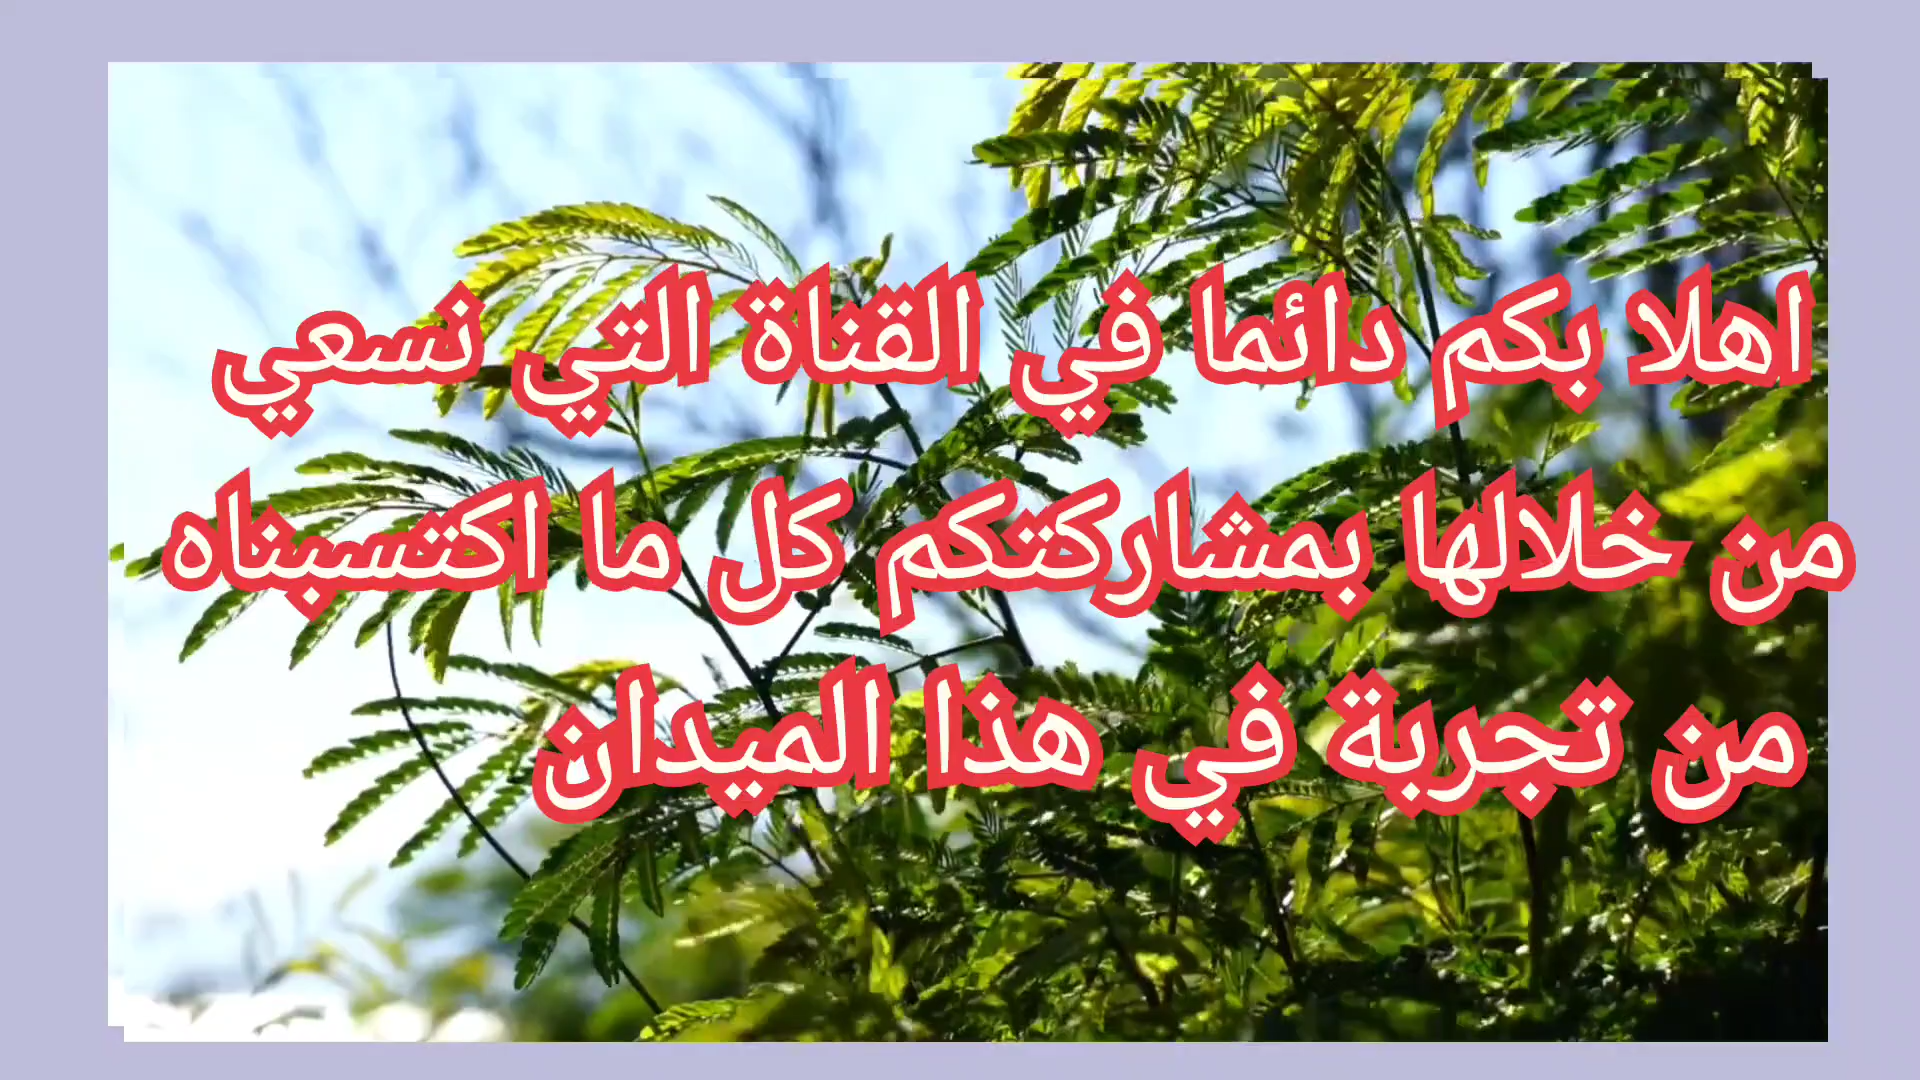 اهلا بكم دائما في القناة التي نسعي
من خلالها بمشاركتكم كل ما اكتسبناه
من تجربة في هذا الميدان